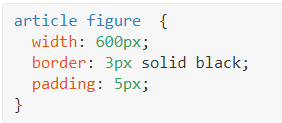 article figure  {
  width: 600px;
  border: 3px solid black;
  padding: 5px;
}